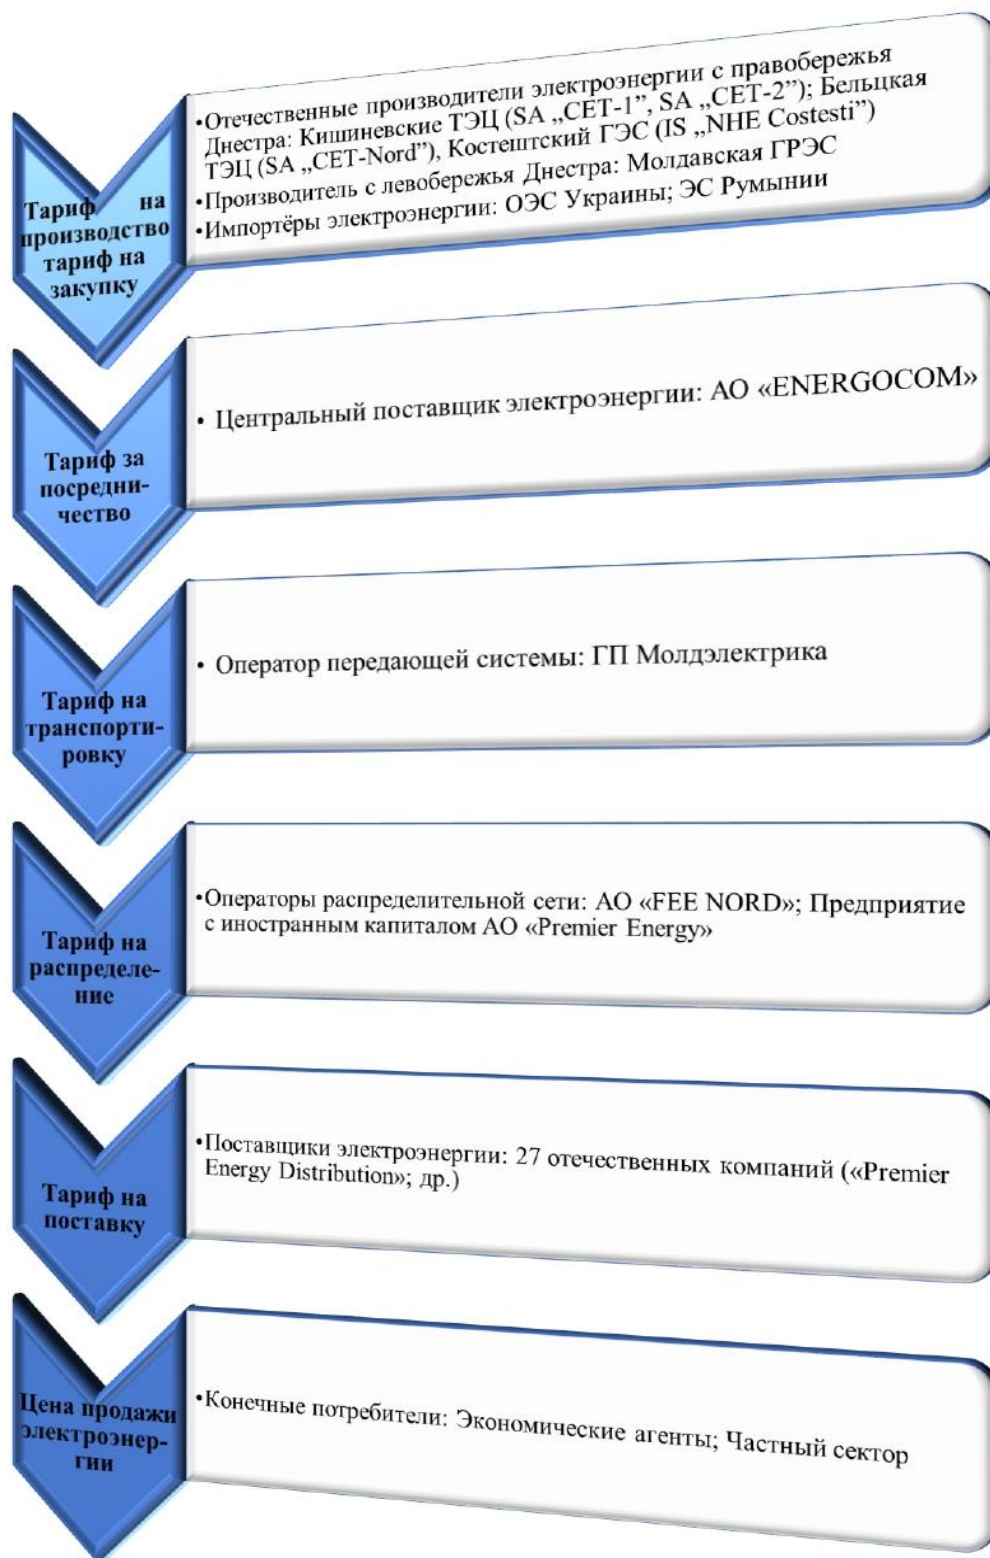 Тариф на
производство
тариф на
закупку
•Отечественные производители электроэнергии с правобережья
Днестра: Кишиневские ТЭЦ (SA „CET-1”, SA „CET-2”); Бельцкая
ТЭЦ (SA „CET-Nord”), Костештский ГЭС (IS „NHE Costesti”)
•Производитель с левобережья Днестра: Молдавская ГРЭС
•Импортёры электроэнергии: ОЭС Украины; ЭС Румынии
Тариф за
посредни-
чество
• Центральный поставщик электроэнергии: АО «ENERGOCOM»
Тариф на
транспорти-
ровку
• Оператор передающей системы: ГП Молдэлектрика
Тариф на
распределе-
ние
•Операторы распределительной сети: АО «FEE NORD»; Предприятие
с иностранным капиталом АО «Premier Energy»
Тариф на
поставку
•Поставщики электроэнергии: 27 отечественных компаний («Premier
Energy Distribution»; др.)
Цена продажи
электроэнер-
гии
•Конечные потребители: Экономические агенты; Частный сектор